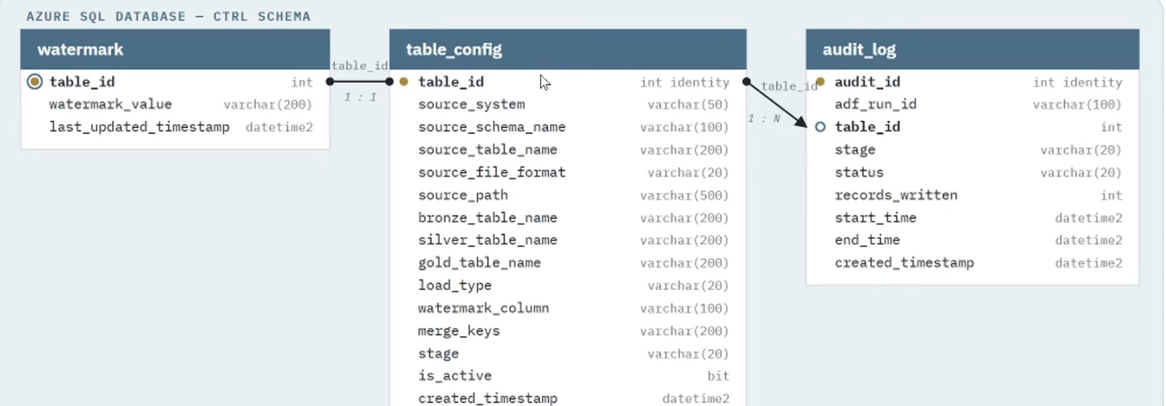 AZURE SQL DATABASE — CTRL SCHEMA
watermark
table_id int
watermark_value varchar(200)
last_updated_timestamp datetime2
table_id
1 : 1
table_config
table_id int identity
source_system varchar(50)
source_schema_name varchar(100)
source_table_name varchar(200)
source_file_format varchar(20)
source_path varchar(500)
bronze_table_name varchar(200)
silver_table_name varchar(200)
gold_table_name varchar(200)
load_type varchar(20)
watermark_column varchar(100)
merge_keys varchar(200)
stage varchar(20)
is_active bit
created_timestamp datetime2
table_id
1 : N
audit_log
audit_id int identity
adf_run_id varchar(100)
table_id int
stage varchar(20)
status varchar(20)
records_written int
start_time datetime2
end_time datetime2
created_timestamp datetime2